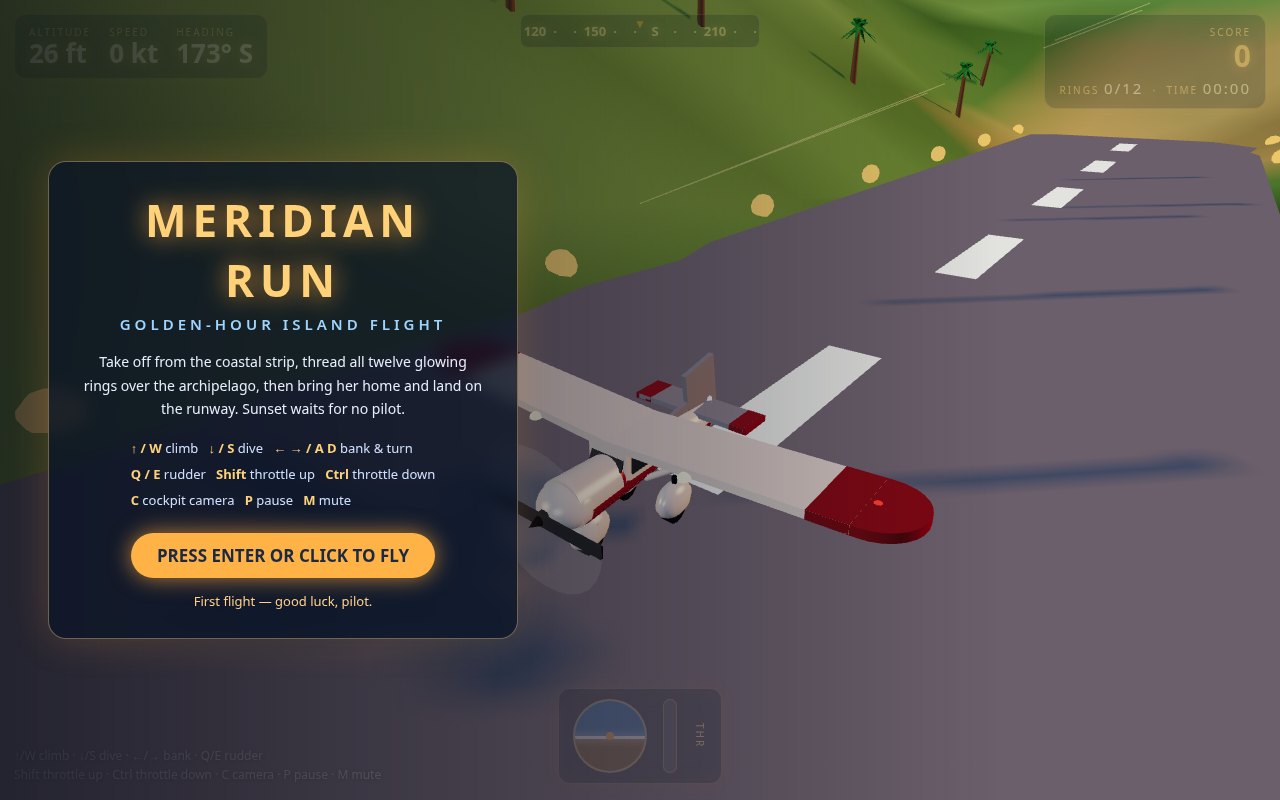 ALTITUDE SPEED HEADING
26 ft 0 kt 173° S
120 · · 150 · · S · · 210 · ·
SCORE
0
RINGS 0/12 · TIME 00:00
MERIDIAN
RUN
GOLDEN-HOUR ISLAND FLIGHT
Take off from the coastal strip, thread all twelve glowing
rings over the archipelago, then bring her home and land on
the runway. Sunset waits for no pilot.
↑ / W climb ↓ / S dive ← → / A D bank & turn
Q / E rudder Shift throttle up Ctrl throttle down
C cockpit camera P pause M mute
PRESS ENTER OR CLICK TO FLY
First flight — good luck, pilot.
THR
↑/W climb · ↓/S dive · ←/→ bank · Q/E rudder
Shift throttle up · Ctrl throttle down · C camera · P pause · M mute